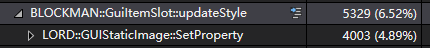 BLOCKMAN::GuiItemSlot::updateStyle 5329 (6.52%)
LORD::GUIStaticImage::SetProperty 4003 (4.89%)